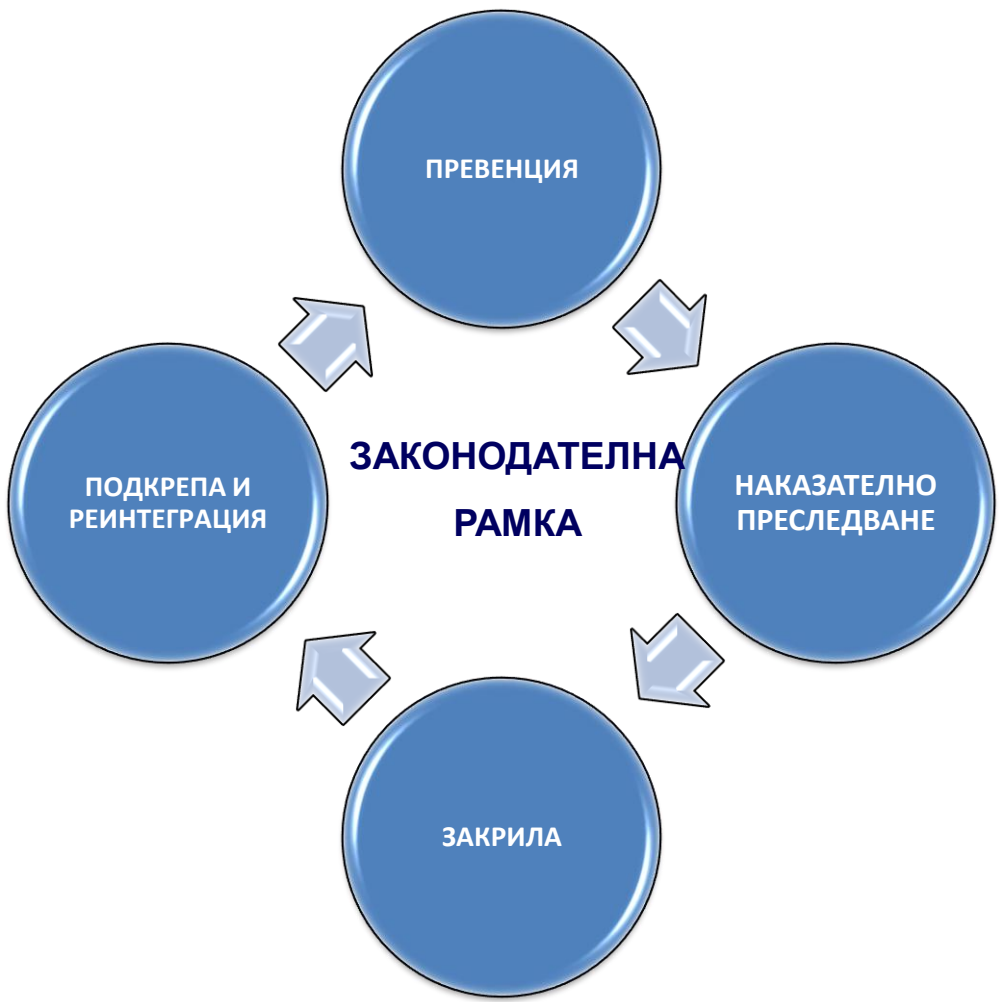 ПРЕВЕНЦИЯ
ЗАКОНОДАТЕЛНА
РАМКА
ПОДКРЕПА И
РЕИНТЕГРАЦИЯ
НАКАЗАТЕЛНО
ПРЕСЛЕДВАНЕ
ЗАКРИЛА